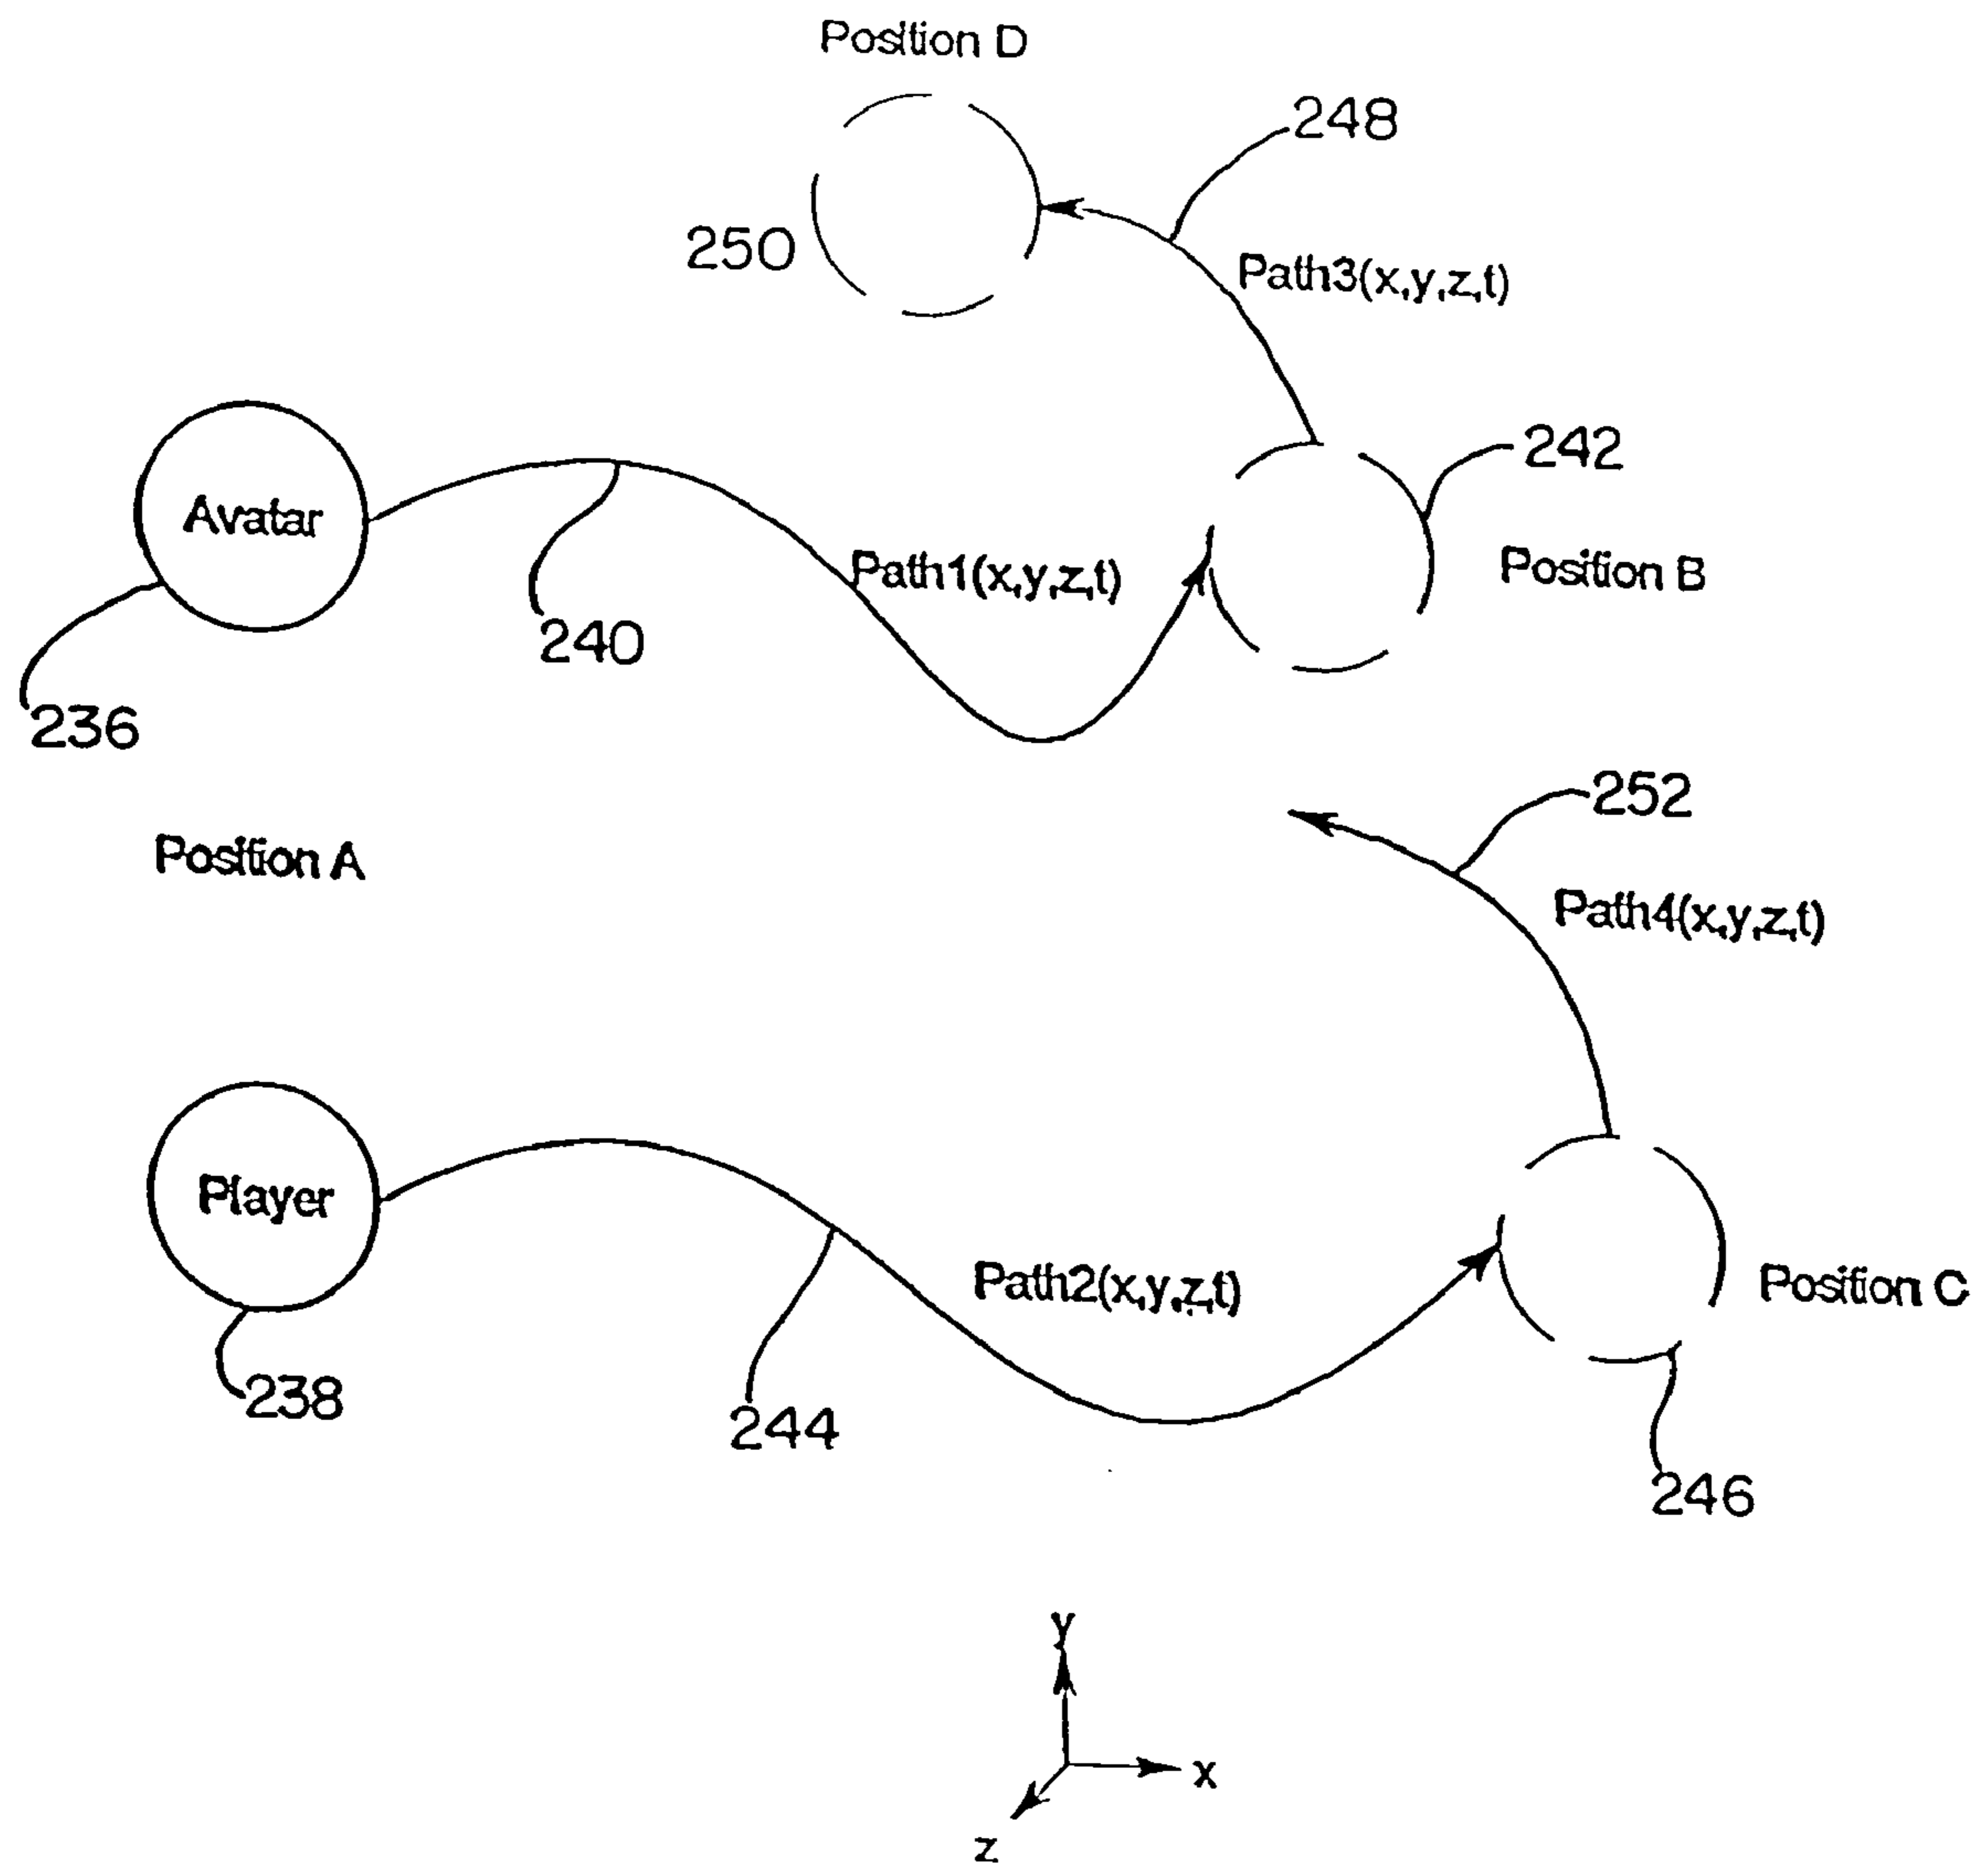 Position D
248
250
Path3(x,y,z,t)
242
Avatar
Path1(x,y,z,t)
Position B
240
236
252
Position A
Path4(x,y,z,t)
Player
Path2(x,y,z,t)
Position C
238
244
246
y
x
z